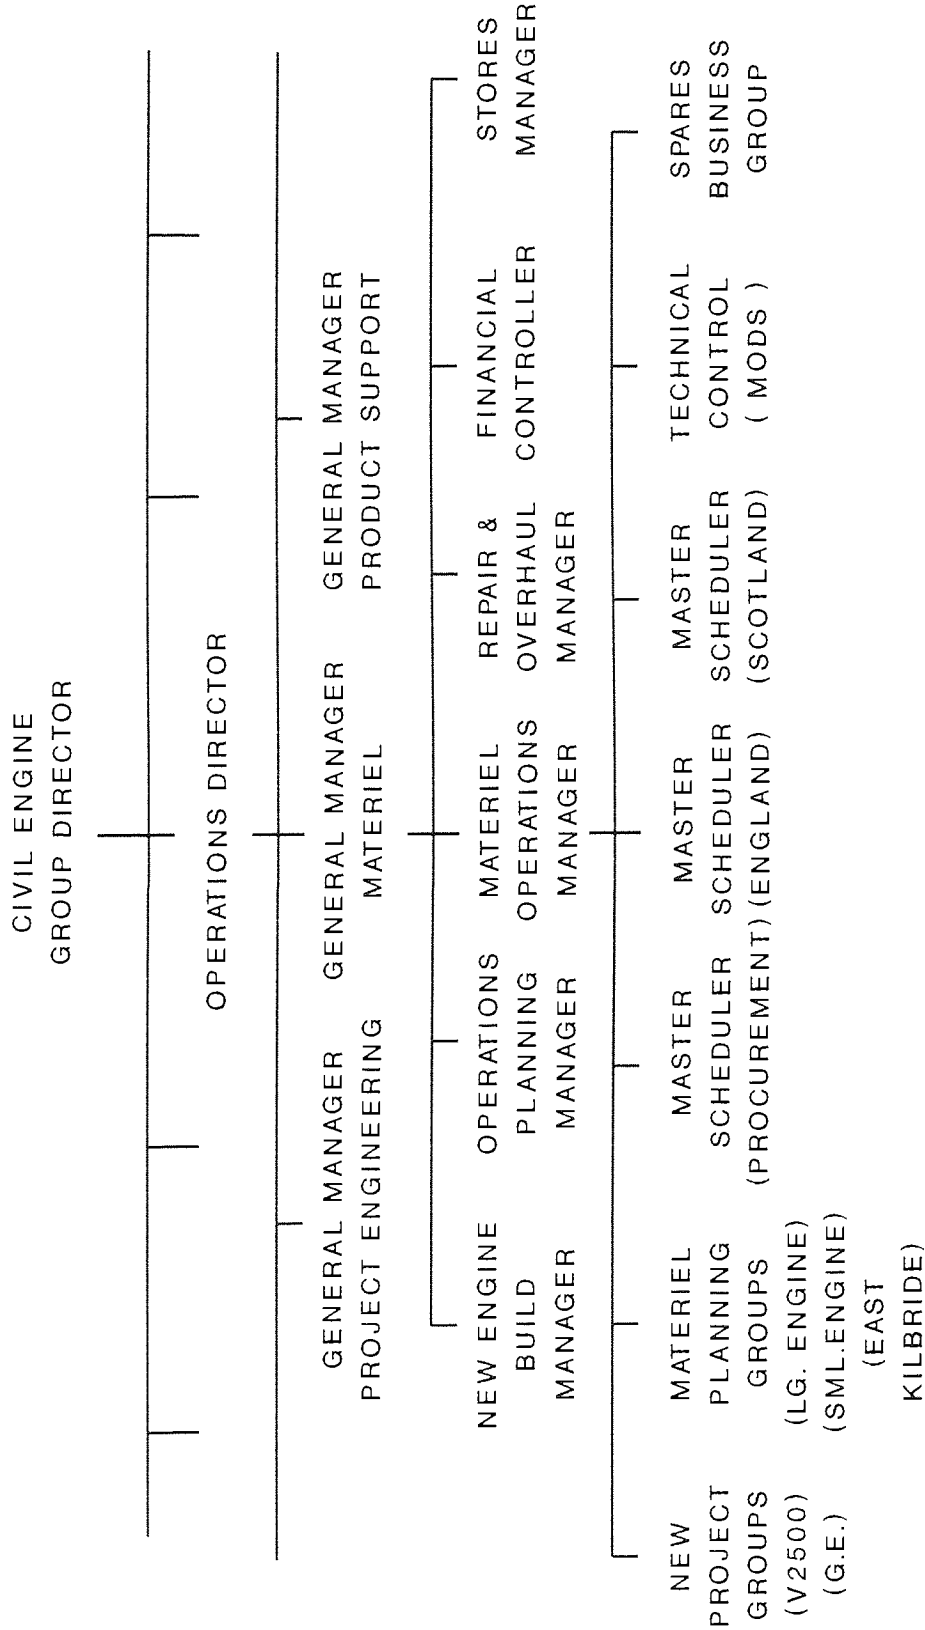 CIVIL ENGINE
GROUP DIRECTOR
OPERATIONS DIRECTOR
GENERAL MANAGER
PROJECT ENGINEERING
GENERAL MANAGER
MATERIEL
GENERAL MANAGER
PRODUCT SUPPORT
NEW ENGINE
BUILD
MANAGER
OPERATIONS
PLANNING
MANAGER
MATERIEL
OPERATIONS
MANAGER
REPAIR &
OVERHAUL
MANAGER
FINANCIAL
CONTROLLER
STORES
MANAGER
NEW
PROJECT
GROUPS
(V2500)
(G.E.)
MATERIEL
PLANNING
GROUPS
(LG. ENGINE)
(SML.ENGINE)
(EAST
KILBRIDE)
MASTER
SCHEDULER
(PROCUREMENT)
MASTER
SCHEDULER
(ENGLAND)
MASTER
SCHEDULER
(SCOTLAND)
TECHNICAL
CONTROL
( MODS )
SPARES
BUSINESS
GROUP